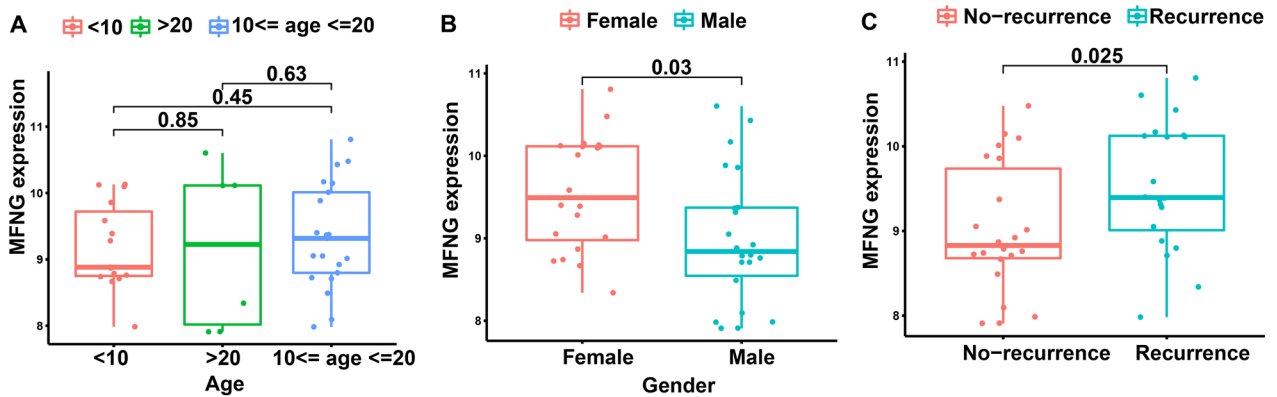 A
<10 >20 10<= age <=20
MFNG expression
11
10
9
8
0.63
0.45
0.85
<10 >20 10<= age <=20
Age
B
Female Male
MFNG expression
11
10
9
8
0.03
Female Male
Gender
C
No-recurrence Recurrence
MFNG expression
11
10
9
8
0.025
No-recurrence Recurrence